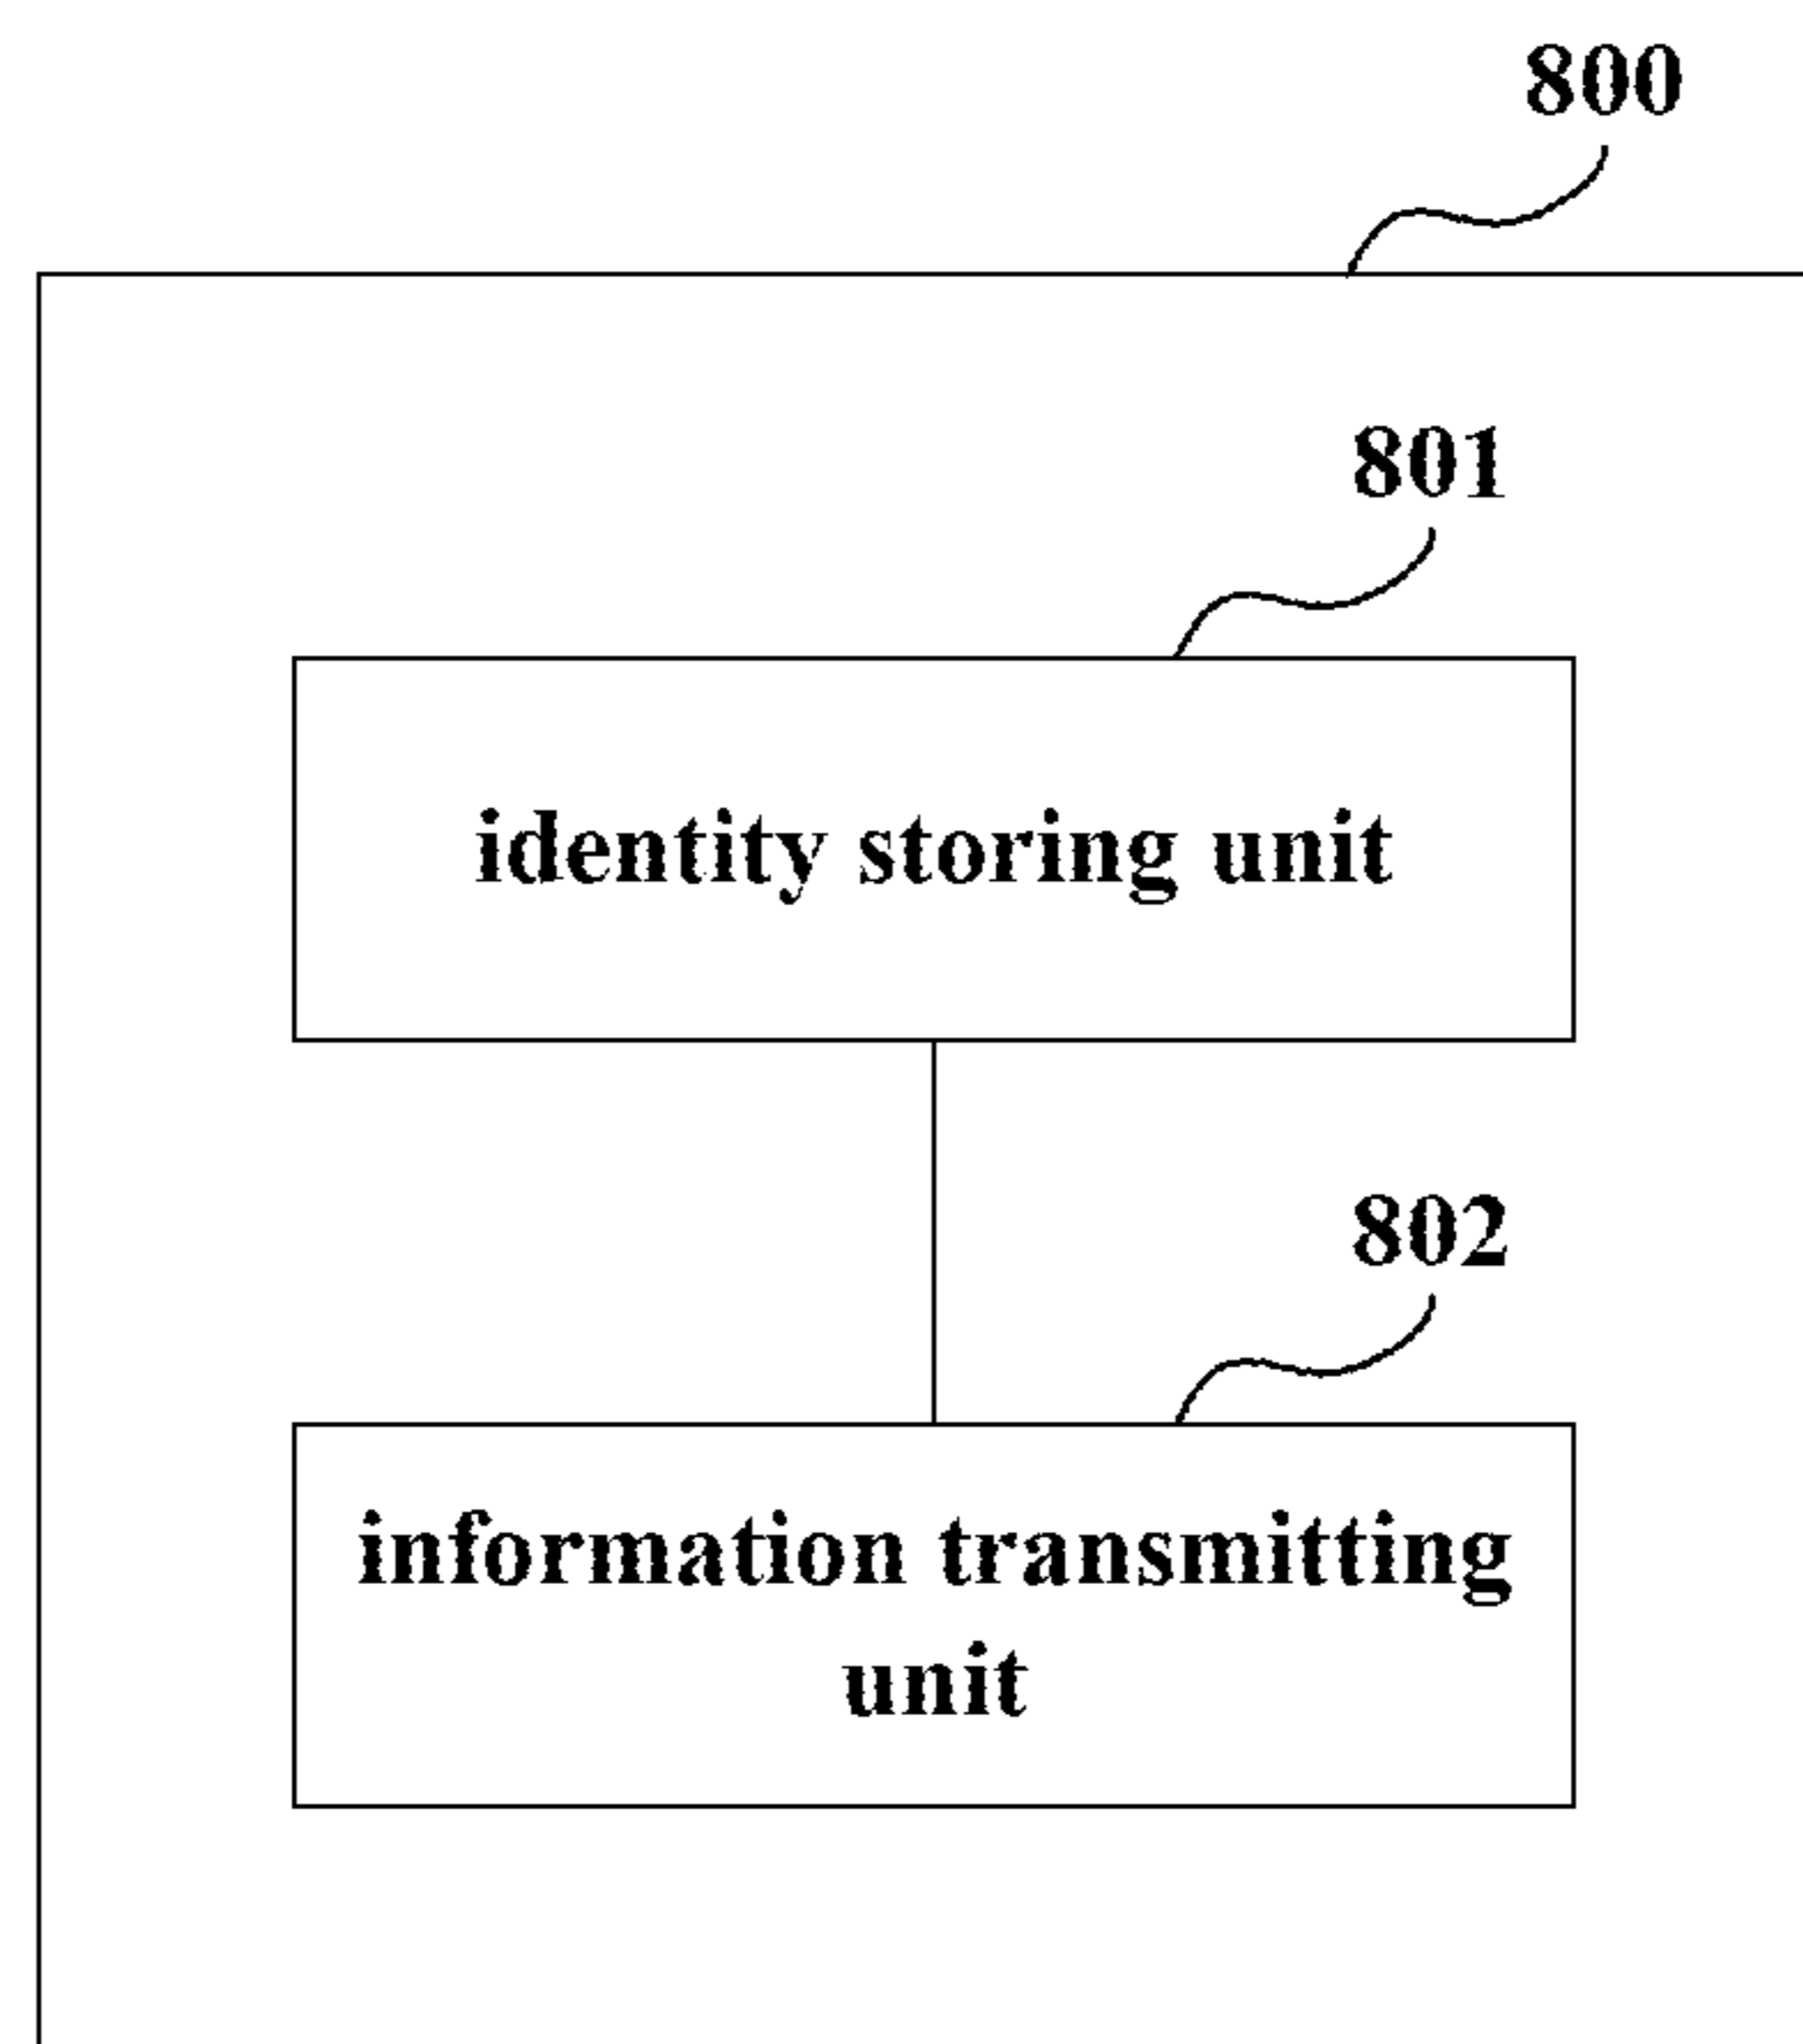 800
801
identity storing unit
802
information transmitting
unit